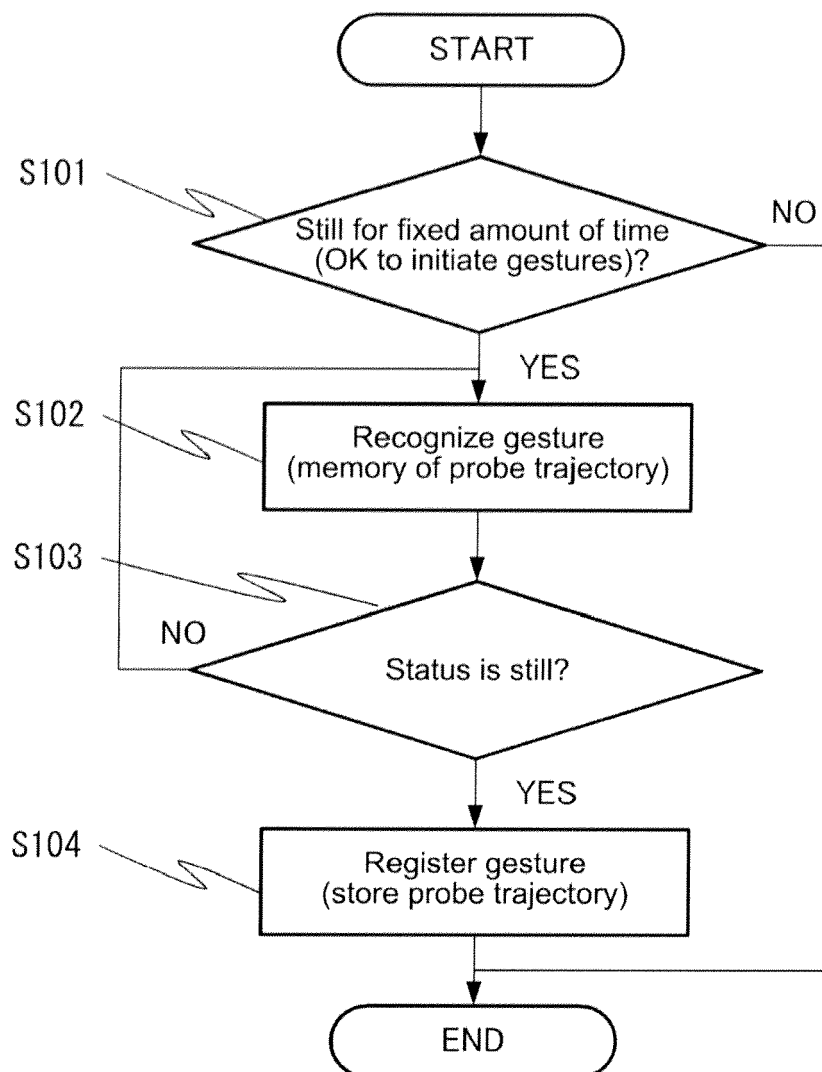 START
S101
Still for fixed amount of time
(OK to initiate gestures)?
NO
YES
S102
Recognize gesture
(memory of probe trajectory)
S103
NO
Status is still?
YES
S104
Register gesture
(store probe trajectory)
END